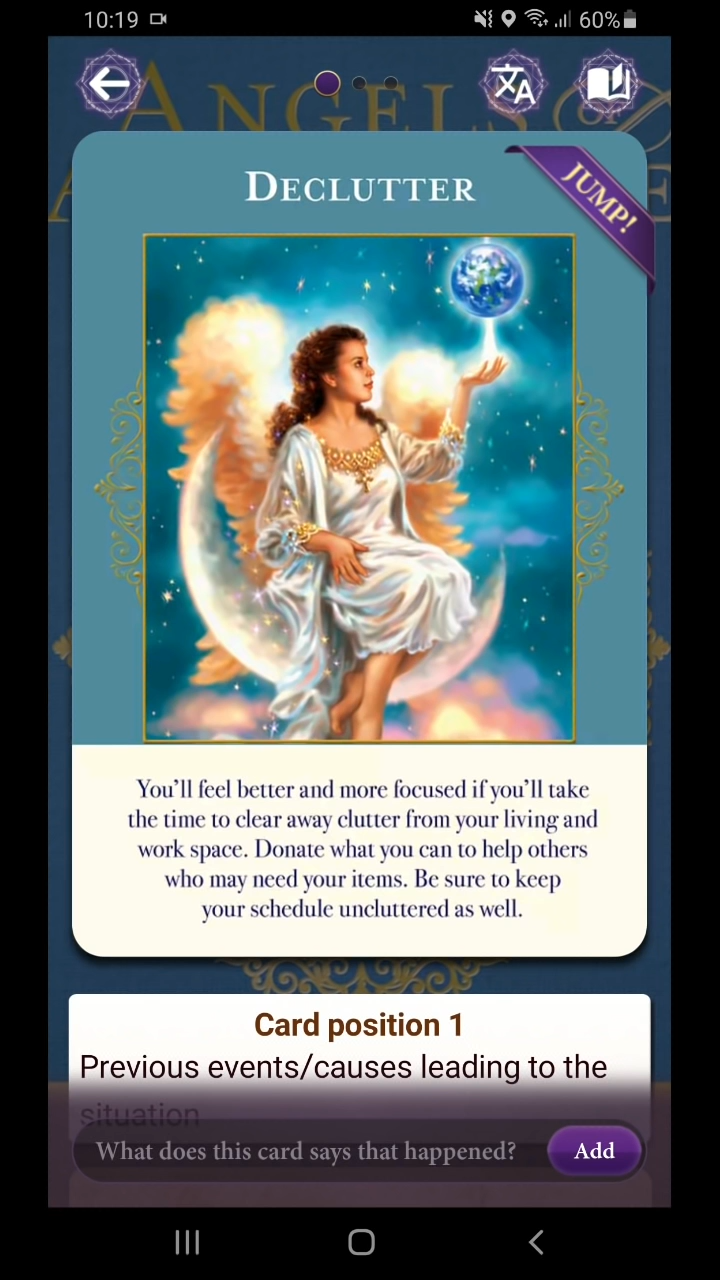 10:19
60%
ANGELS OF
DECLUTTER
JUMP!
You'll feel better and more focused if you'll take
the time to clear away clutter from your living and
work space. Donate what you can to help others
who may need your items. Be sure to keep
your schedule uncluttered as well.
Card position 1
Previous events/causes leading to the
situation
What does this card says that happened?
Add